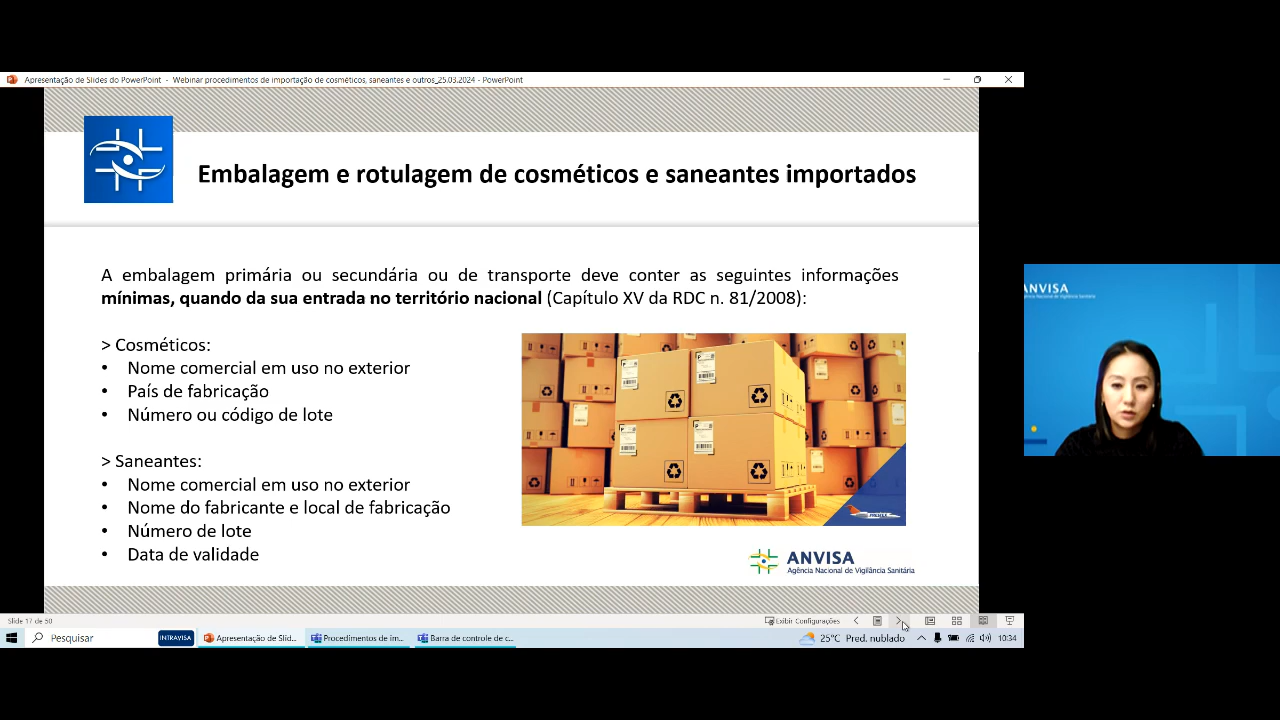 Apresentação de Slides do PowerPoint - Webinar procedimentos de importação de cosméticos, saneantes e outros_25.03.2024 - PowerPoint
Embalagem e rotulagem de cosméticos e saneantes importados
A embalagem primária ou secundária ou de transporte deve conter as seguintes informações
mínimas, quando da sua entrada no território nacional (Capítulo XV da RDC n. 81/2008):
> Cosméticos:
• Nome comercial em uso no exterior
• País de fabricação
• Número ou código de lote
> Saneantes:
• Nome comercial em uso no exterior
• Nome do fabricante e local de fabricação
• Número de lote
• Data de validade
ANVISA
Agência Nacional de Vigilância Sanitária
ANVISA
Agência Nacional de Vigilância Sanitária
Slide 17 de 50
Exibir Configurações
Pesquisar
INTRAVISA
Apresentação de Slid...
Procedimentos de im...
Barra de controle de c...
25°C Pred. nublado
10:34